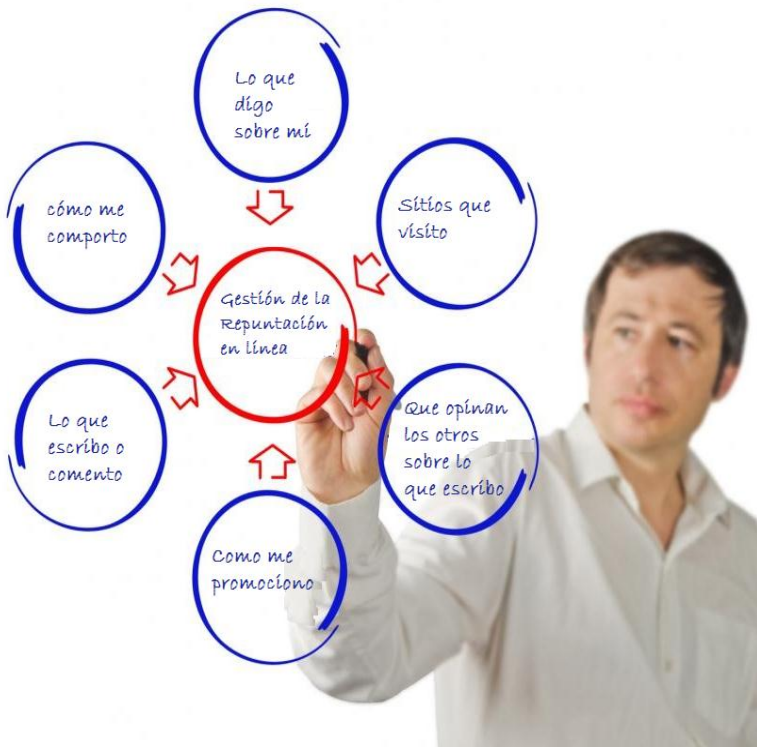 Lo que
digo
sobre mi
Sitios que
visito
cómo me
comporto
Gestión de la
Repuntación
en línea
Lo que
escribo o
comento
Que opinan
los otros
sobre lo
que escribo
Como me
promociono